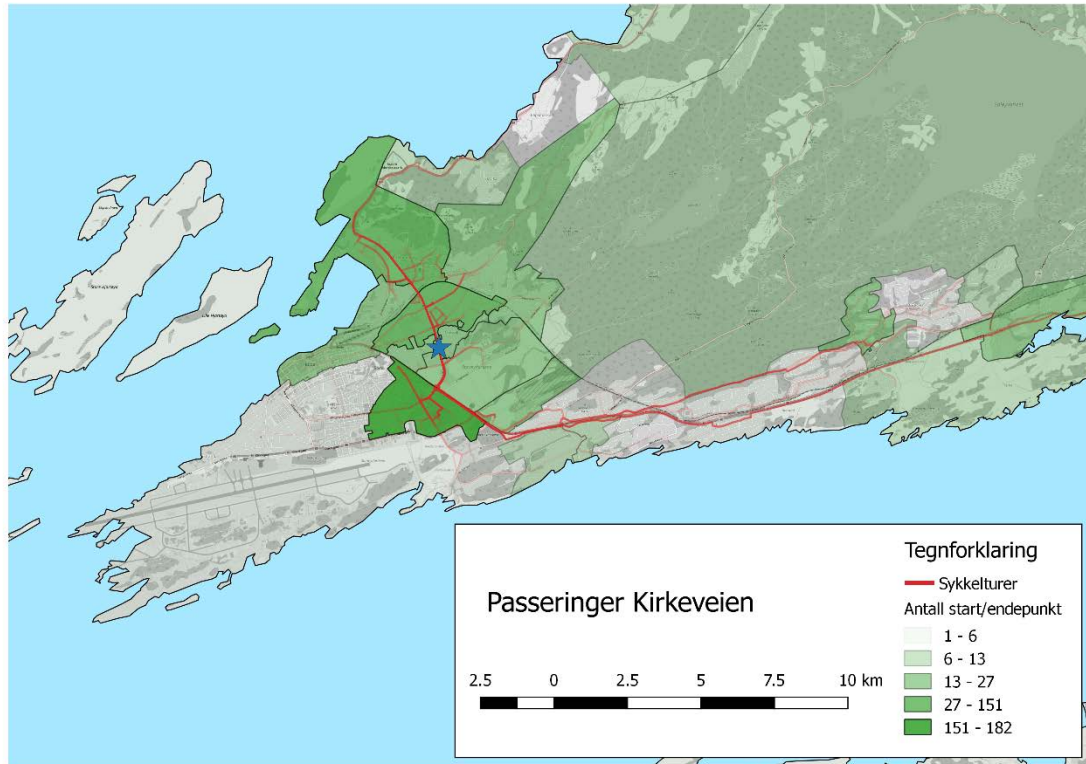 Passeringer Kirkeveien
2.5 0 2.5 5 7.5 10 km
Tegnforklaring
Sykkelturer
Antall start/endepunkt
1 - 6
6 - 13
13 - 27
27 - 151
151 - 182